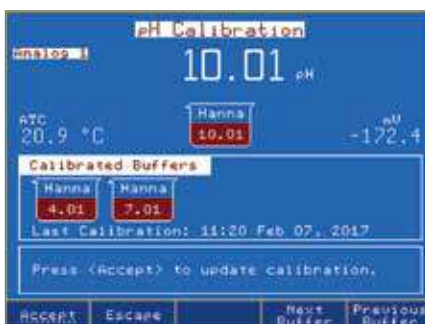 pH Calibration
Analog 1
10.01 pH
ATC
20.9 °C
Hanna
10.01
mV
-172.4
Calibrated Buffers
Hanna Hanna
4.01 7.01
Last Calibration: 11:20 Feb 07, 2017
Press <Accept> to update calibration.
Accept Escape Next Buffer Previous Buffer